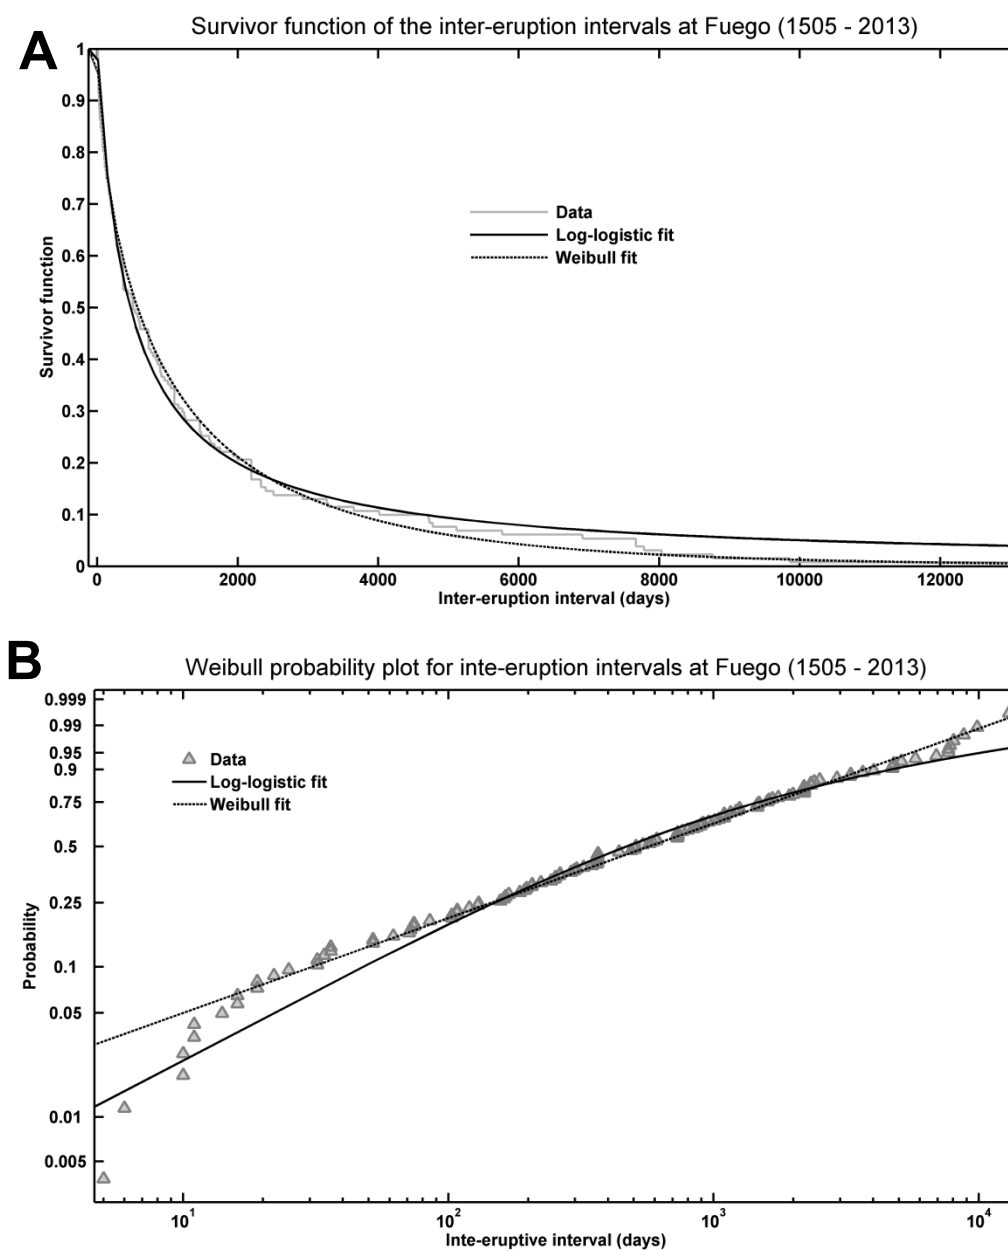 A
Survivor function of the inter-eruption intervals at Fuego (1505 - 2013)
1
0.9
0.8
0.7
0.6
0.5
0.4
0.3
0.2
0.1
0
Survivor function
Data
Log-logistic fit
Weibull fit
0 2000 4000 6000 8000 10000 12000
Inter-eruption interval (days)
B
Weibull probability plot for inte-eruption intervals at Fuego (1505 - 2013)
0.999
0.99
0.95
0.9
0.75
0.5
0.25
0.1
0.05
0.01
0.005
Probability
Data
Log-logistic fit
Weibull fit
10¹ 10² 10³ 10⁴
Inte-eruptive interval (days)